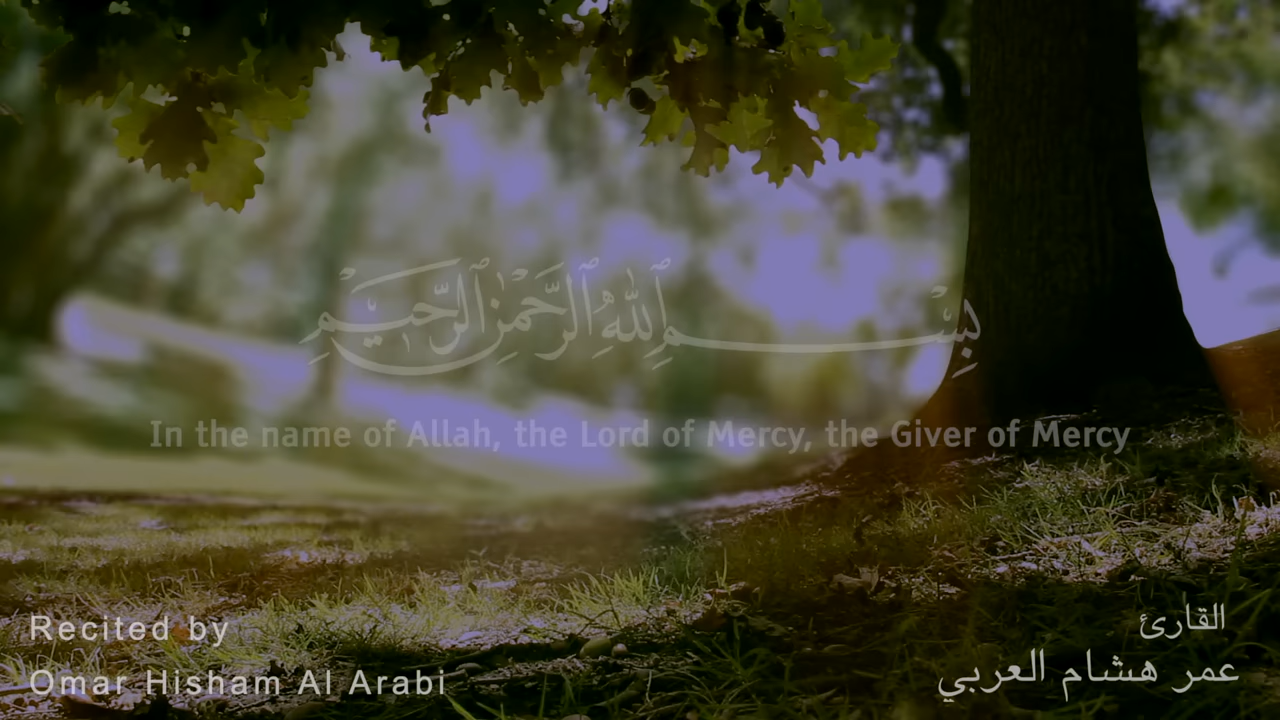 بِسْمِ ٱللَّهِ ٱلرَّحْمَٰنِ ٱلرَّحِيمِ
In the name of Allah, the Lord of Mercy, the Giver of Mercy
Recited by
Omar Hisham Al Arabi
القارئ
عمر هشام العربي